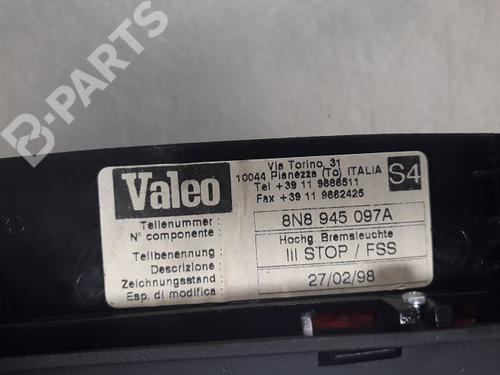 B-PARTS
Valeo
Via Torino, 31
10044 Pianezza (To) ITALIA
Tel +39 11 9686511
Fax +39 11 9662425
S4
Teilenummer :
N° componente :
8N8 945 097A
Teilbenennung :
Descrizione :
Hochg. Bremsleuchte
III STOP / FSS
Zeichnungsstand :
Esp. di modifica :
27/02/98